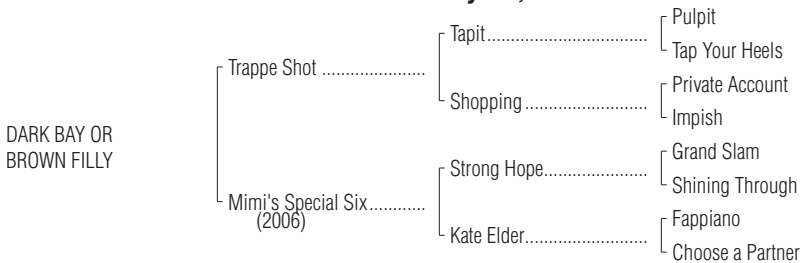 Pulpit
Tapit..................................
Tap Your Heels
Trappe Shot ......................
Private Account
Shopping ..........................
Impish
DARK BAY OR
BROWN FILLY
Grand Slam
Strong Hope......................
Shining Through
Mimi's Special Six............
(2006)
Fappiano
Kate Elder..........................
Choose a Partner